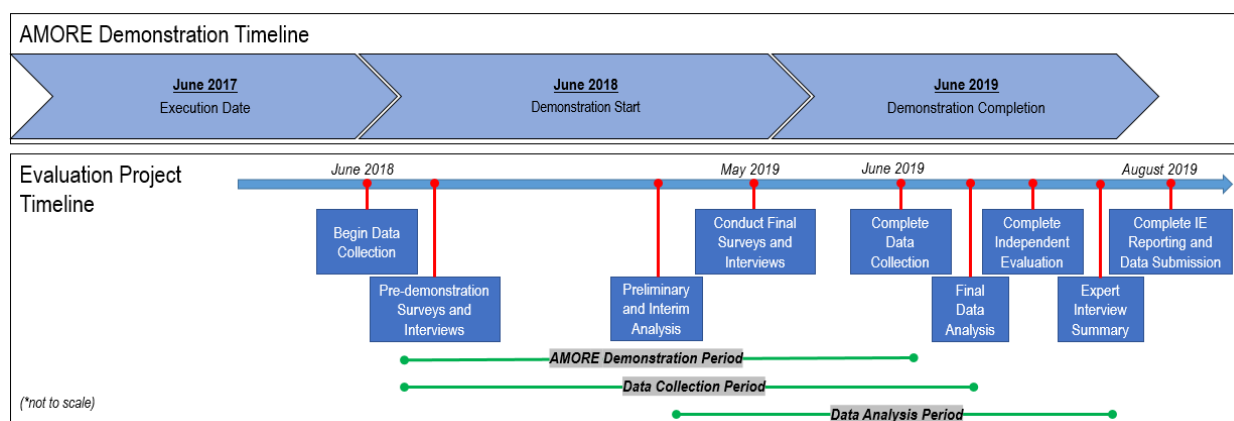 AMORE Demonstration Timeline
June 2017
Execution Date
June 2018
Demonstration Start
June 2019
Demonstration Completion
Evaluation Project
Timeline
June 2018
May 2019
June 2019
August 2019
Begin Data
Collection
Conduct Final
Surveys and
Interviews
Complete
Data
Collection
Complete
Independent
Evaluation
Complete IE
Reporting and
Data Submission
Pre-demonstration
Surveys and
Interviews
Preliminary
and Interim
Analysis
Final
Data
Analysis
Expert
Interview
Summary
AMORE Demonstration Period
Data Collection Period
Data Analysis Period
(*not to scale)